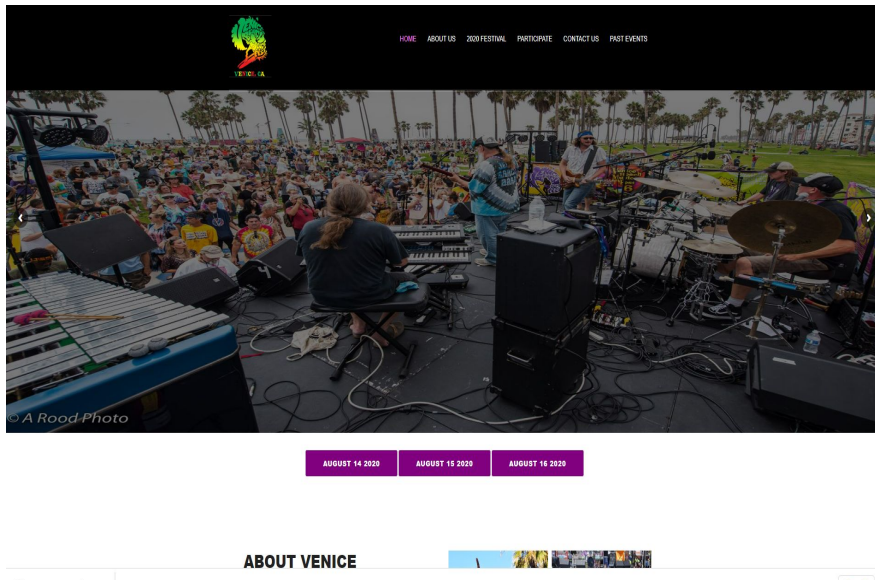 VENICE, CA
HOME ABOUT US 2020 FESTIVAL PARTICIPATE CONTACT US PAST EVENTS
© A Rood Photo
AUGUST 14 2020 AUGUST 15 2020 AUGUST 16 2020
ABOUT VENICE